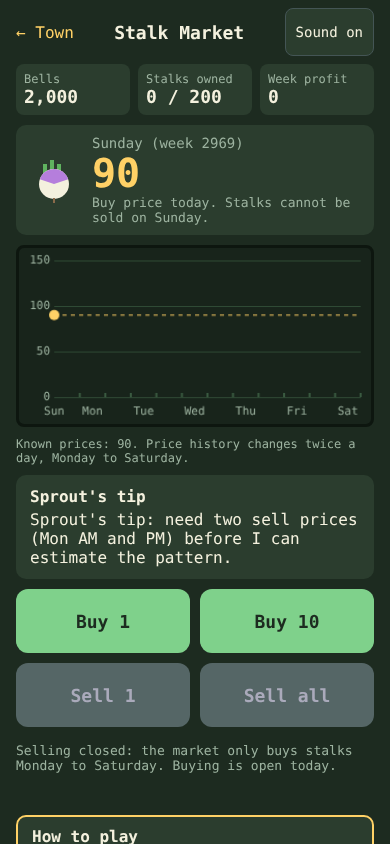 ← Town
Stalk Market
Sound on
Bells
2,000
Stalks owned
0 / 200
Week profit
0
Sunday (week 2969)
90
Buy price today. Stalks cannot be
sold on Sunday.
150
100
50
0
Sun Mon Tue Wed Thu Fri Sat
Known prices: 90. Price history changes twice a
day, Monday to Saturday.
Sprout's tip
Sprout's tip: need two sell prices
(Mon AM and PM) before I can
estimate the pattern.
Buy 1
Buy 10
Sell 1
Sell all
Selling closed: the market only buys stalks
Monday to Saturday. Buying is open today.
How to play